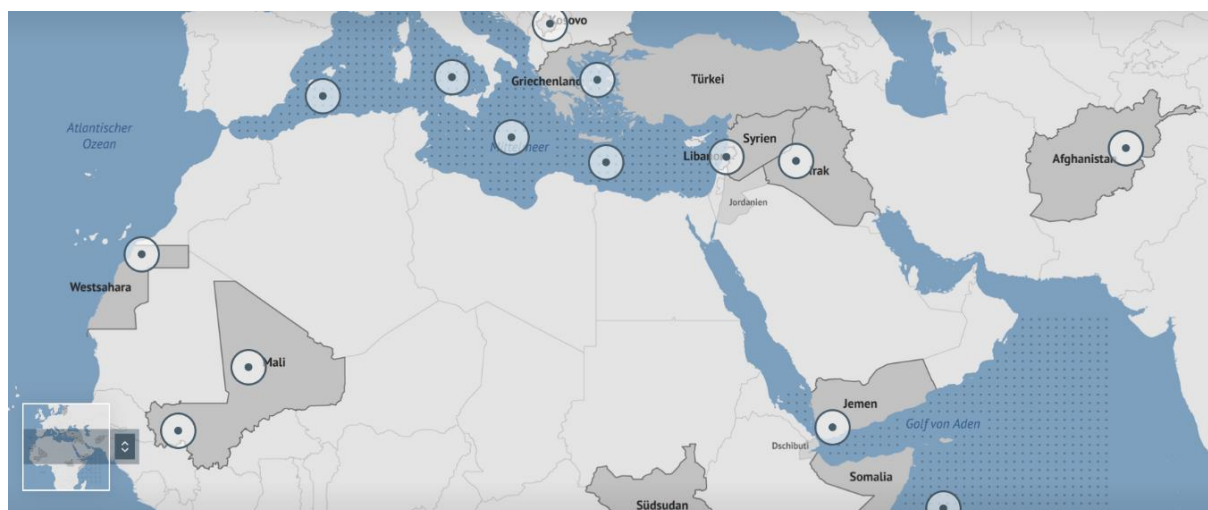 Kosovo
Griechenland
Türkei
Atlantischer
Ozean
Mittelmeer
Syrien
Libanon
Irak
Afghanistan
Jordanien
Westsahara
Mali
Jemen
Golf von Aden
Dschibuti
Somalia
Südsudan